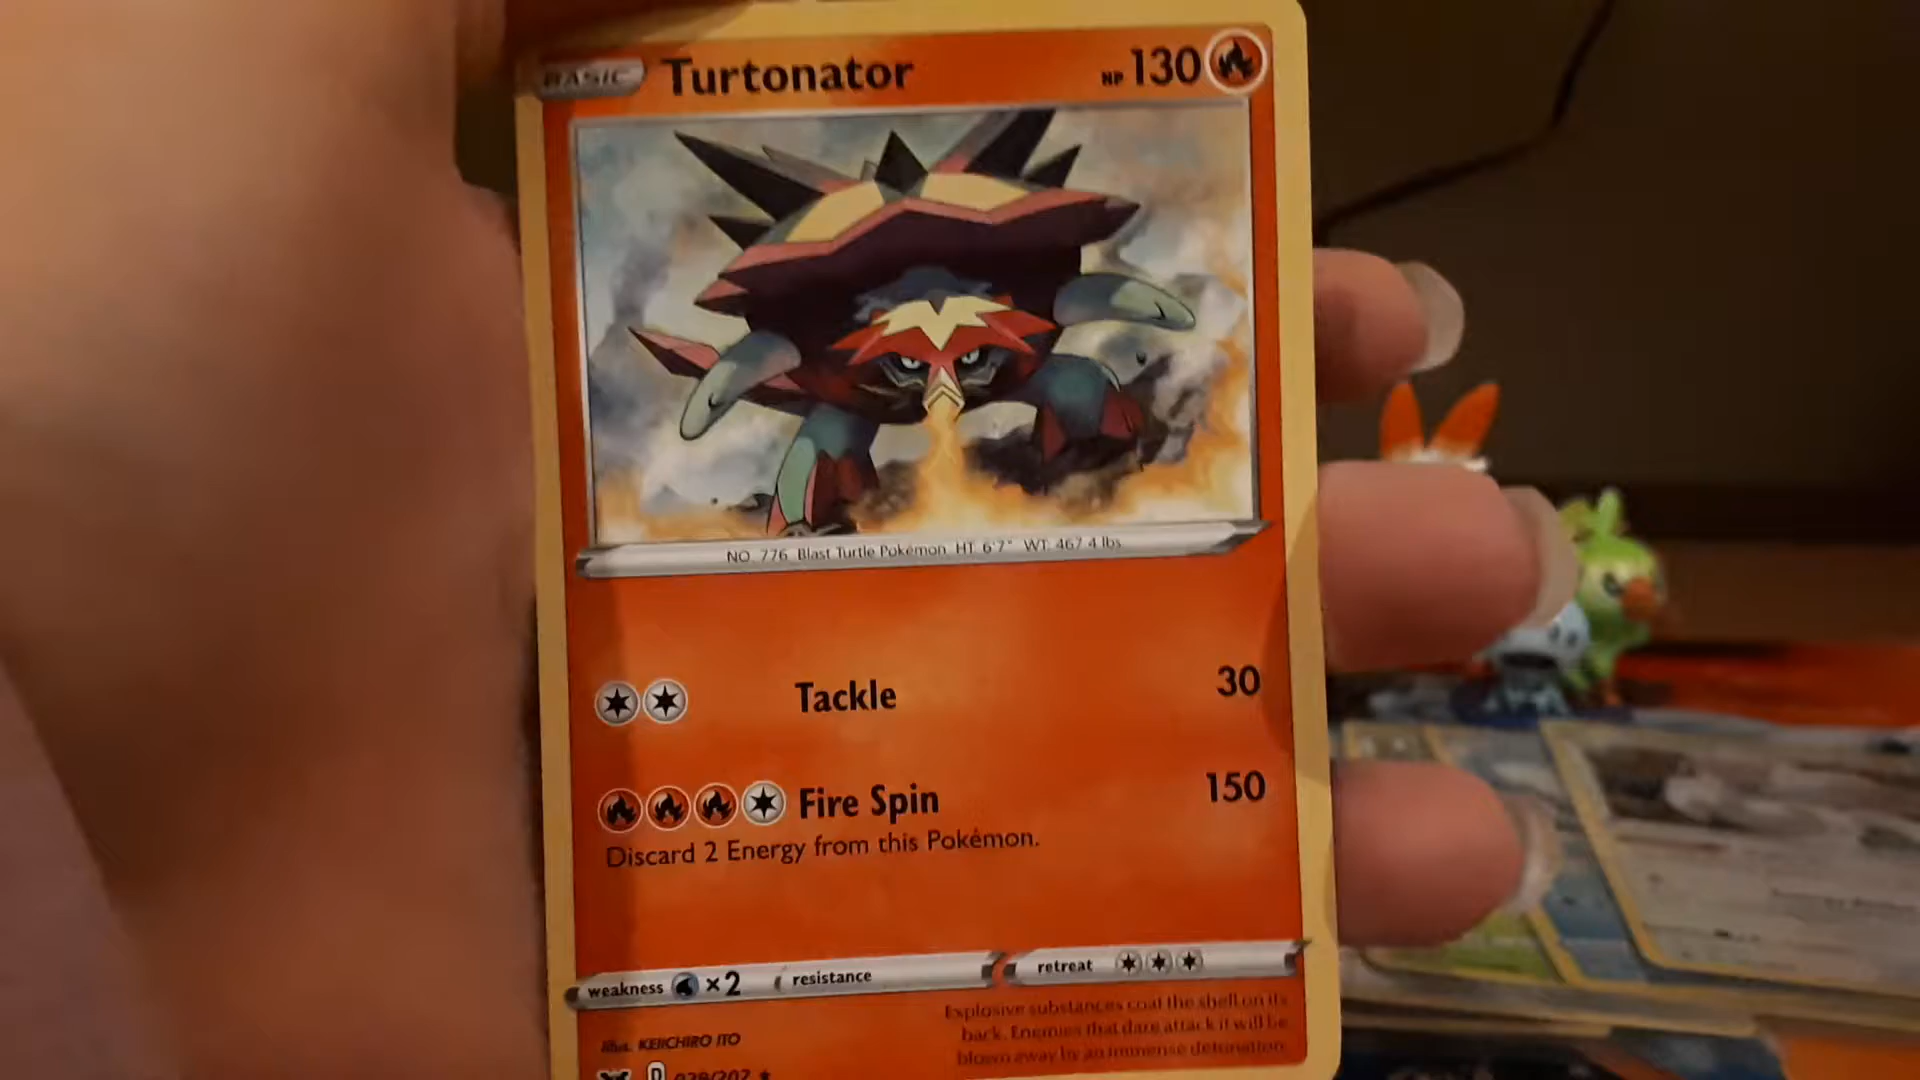 BASIC Turtonator HP 130
NO. 776 Blast Turtle Pokémon HT 6'7" WT 467.4 lbs
Tackle 30
Fire Spin 150
Discard 2 Energy from this Pokémon.
weakness ×2 resistance retreat
Explosive substances coat the shell on its
back. Enemies that dare attack it will be
blown away by an immense detonation.
Illus. KEIICHIRO ITO
D